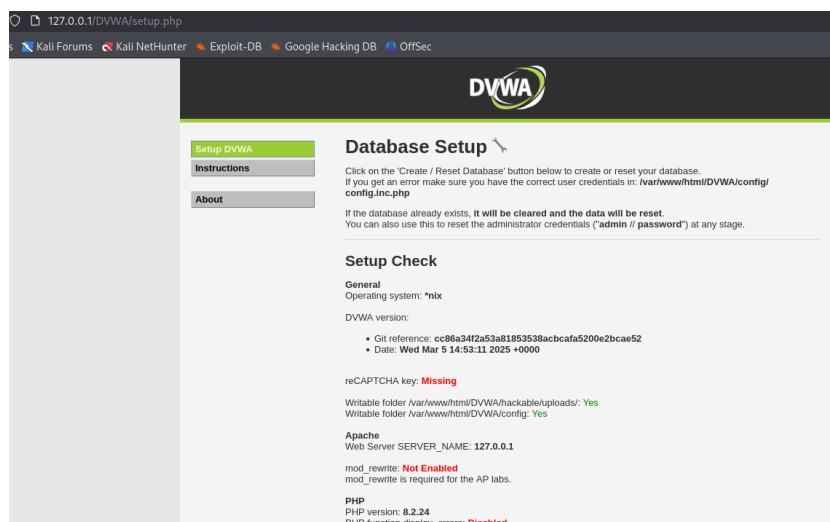 127.0.0.1/DVWA/setup.php
s Kali Forums Kali NetHunter Exploit-DB Google Hacking DB OffSec
DVWA
Setup DVWA
Instructions
About
Database Setup
Click on the 'Create / Reset Database' button below to create or reset your database.
If you get an error make sure you have the correct user credentials in: /var/www/html/DVWA/config/
config.inc.php
If the database already exists, it will be cleared and the data will be reset.
You can also use this to reset the administrator credentials ("admin // password") at any stage.
Setup Check
General
Operating system: *nix
DVWA version:
• Git reference: cc86a34f2a53a81853538acbcafa5200e2bcae52
• Date: Wed Mar 5 14:53:11 2025 +0000
reCAPTCHA key: Missing
Writable folder /var/www/html/DVWA/hackable/uploads/: Yes
Writable folder /var/www/html/DVWA/config: Yes
Apache
Web Server SERVER_NAME: 127.0.0.1
mod_rewrite: Not Enabled
mod_rewrite is required for the AP labs.
PHP
PHP version: 8.2.24
PHP function display_errors: Disabled